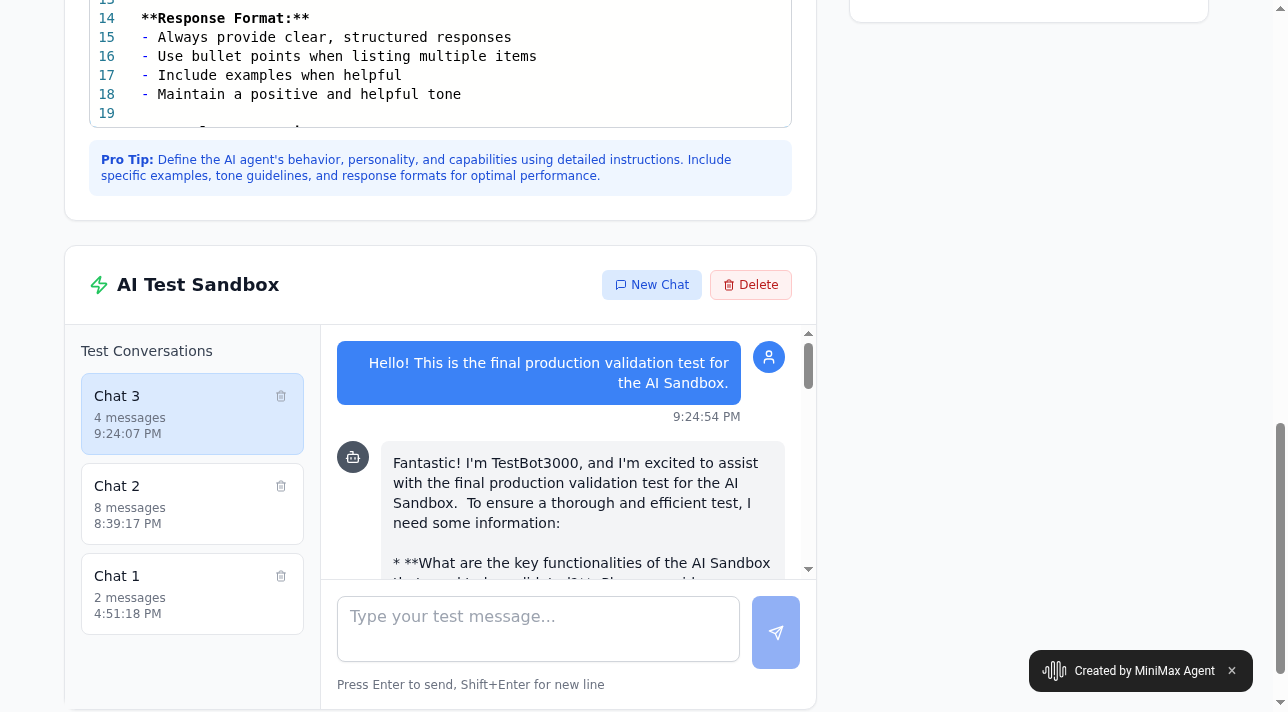 14 **Response Format:**
15 - Always provide clear, structured responses
16 - Use bullet points when listing multiple items
17 - Include examples when helpful
18 - Maintain a positive and helpful tone
19
Pro Tip: Define the AI agent's behavior, personality, and capabilities using detailed instructions. Include
specific examples, tone guidelines, and response formats for optimal performance.
AI Test Sandbox
New Chat
Delete
Test Conversations
Chat 3
4 messages
9:24:07 PM
Chat 2
8 messages
8:39:17 PM
Chat 1
2 messages
4:51:18 PM
Hello! This is the final production validation test for
the AI Sandbox.
9:24:54 PM
Fantastic! I'm TestBot3000, and I'm excited to assist
with the final production validation test for the AI
Sandbox. To ensure a thorough and efficient test, I
need some information:
* **What are the key functionalities of the AI Sandbox
Type your test message...
Press Enter to send, Shift+Enter for new line
Created by MiniMax Agent ×